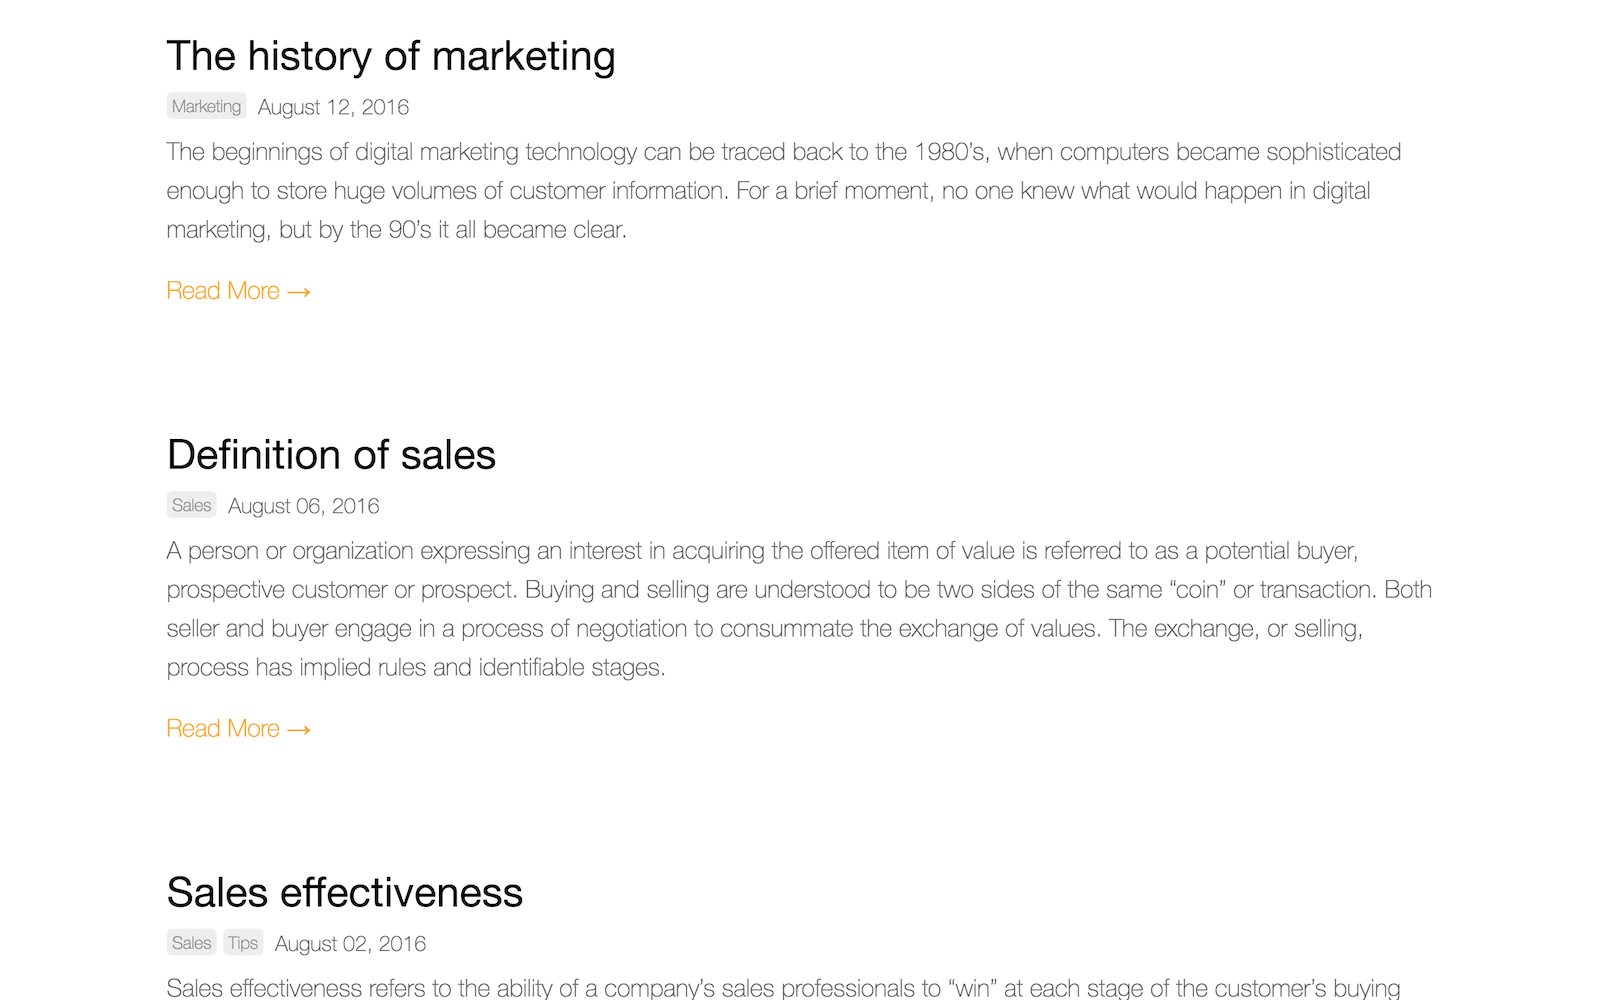 The history of marketing
Marketing August 12, 2016
The beginnings of digital marketing technology can be traced back to the 1980’s, when computers became sophisticated
enough to store huge volumes of customer information. For a brief moment, no one knew what would happen in digital
marketing, but by the 90’s it all became clear.
Read More →
Definition of sales
Sales August 06, 2016
A person or organization expressing an interest in acquiring the offered item of value is referred to as a potential buyer,
prospective customer or prospect. Buying and selling are understood to be two sides of the same “coin” or transaction. Both
seller and buyer engage in a process of negotiation to consummate the exchange of values. The exchange, or selling,
process has implied rules and identifiable stages.
Read More →
Sales effectiveness
Sales Tips August 02, 2016
Sales effectiveness refers to the ability of a company’s sales professionals to “win” at each stage of the customer’s buying